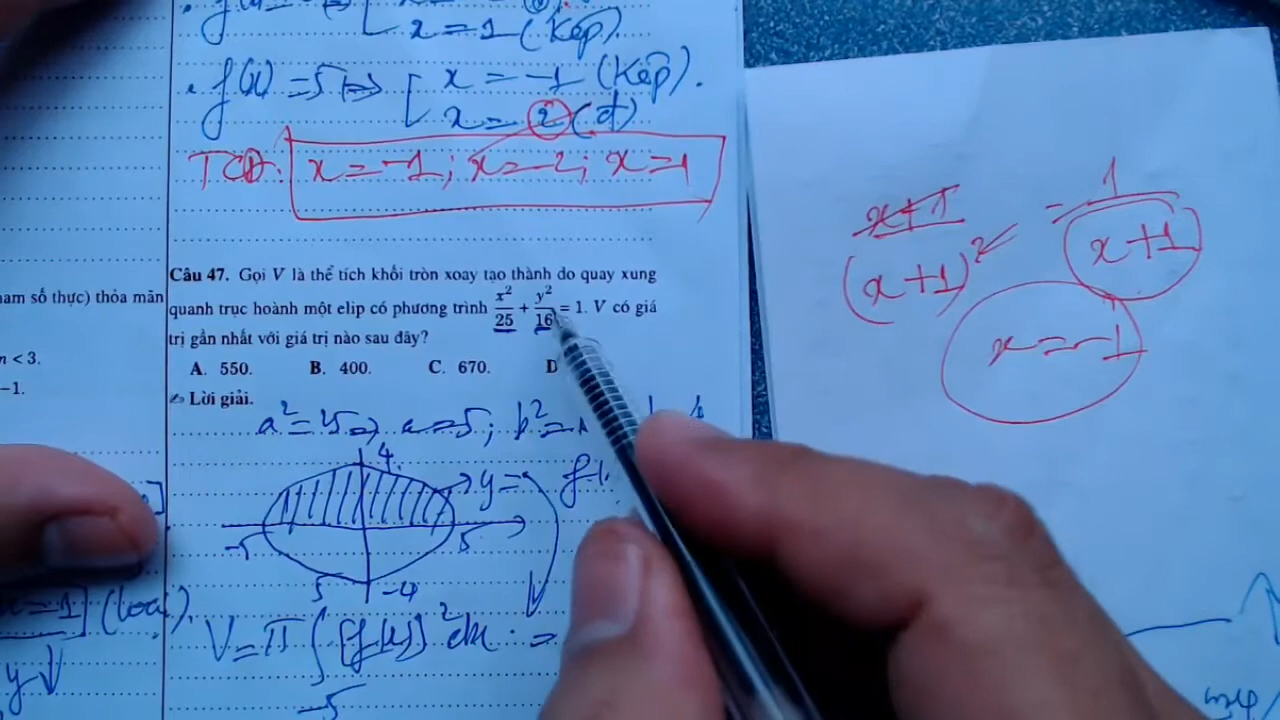 x = 1 (Kép).
. f(x) = 5 ⇔ [ x = -1 (Kép).
x = 2 (đ)
TCĐ: x = -1; x = -2; x = 1
Câu 47. Gọi V là thể tích khối tròn xoay tạo thành do quay xung
quanh trục hoành một elip có phương trình x²/25 + y²/16 = 1. V có giá
trị gần nhất với giá trị nào sau đây?
A. 550. B. 400. C. 670. D
Lời giải.
a² = 25 ⇒ a = 5; b² =
4
y =
-5 5
-4
V = π ∫ 5 -5 [f(x)]² dx =
ham số thực) thỏa mãn
n < 3.
-1.
x = 1] (loại).
y ↓
x+1
(x+1)² - 1/(x+1)
x = -1